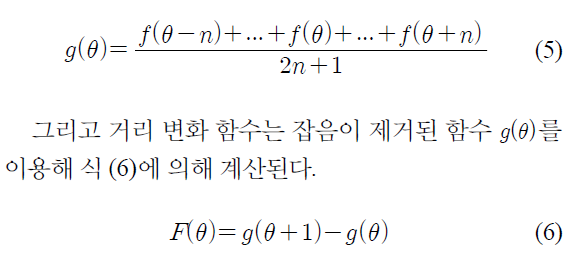 g(θ)= f(θ−n)+...+f(θ)+...+f(θ+n) / 2n+1 (5)
그리고 거리 변화 함수는 잡음이 제거된 함수 g(θ)를
이용해 식 (6)에 의해 계산된다.
F(θ)=g(θ+1)−g(θ) (6)